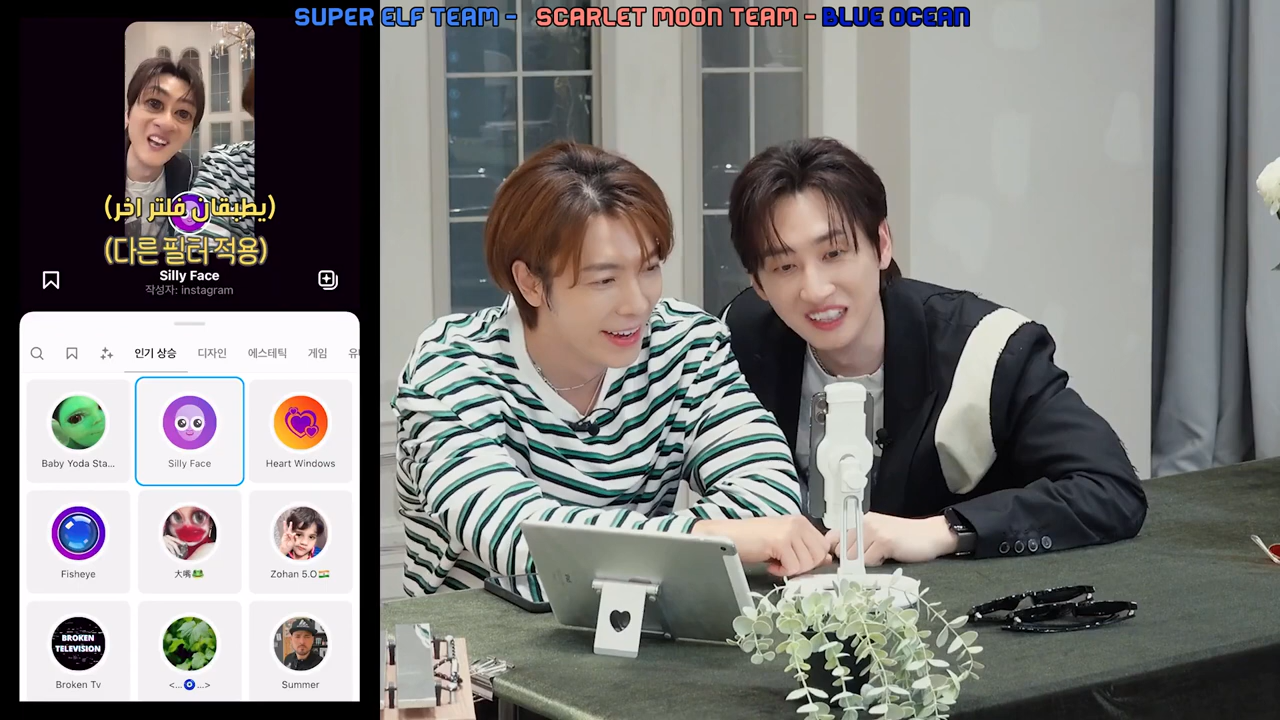 SUPER ELF TEAM - SCARLET MOON TEAM - BLUE OCEAN
(يطبقان فلتر اخر)
(다른 필터 적용)
Silly Face
작성자: instagram
인기 상승 디자인 에스테틱 게임
Baby Yoda Sta... Silly Face Heart Windows
Fisheye 大嘴🐸 Zohan 5.O🇮🇳
BROKEN
TELEVISION
Broken Tv <...🧿...> Summer